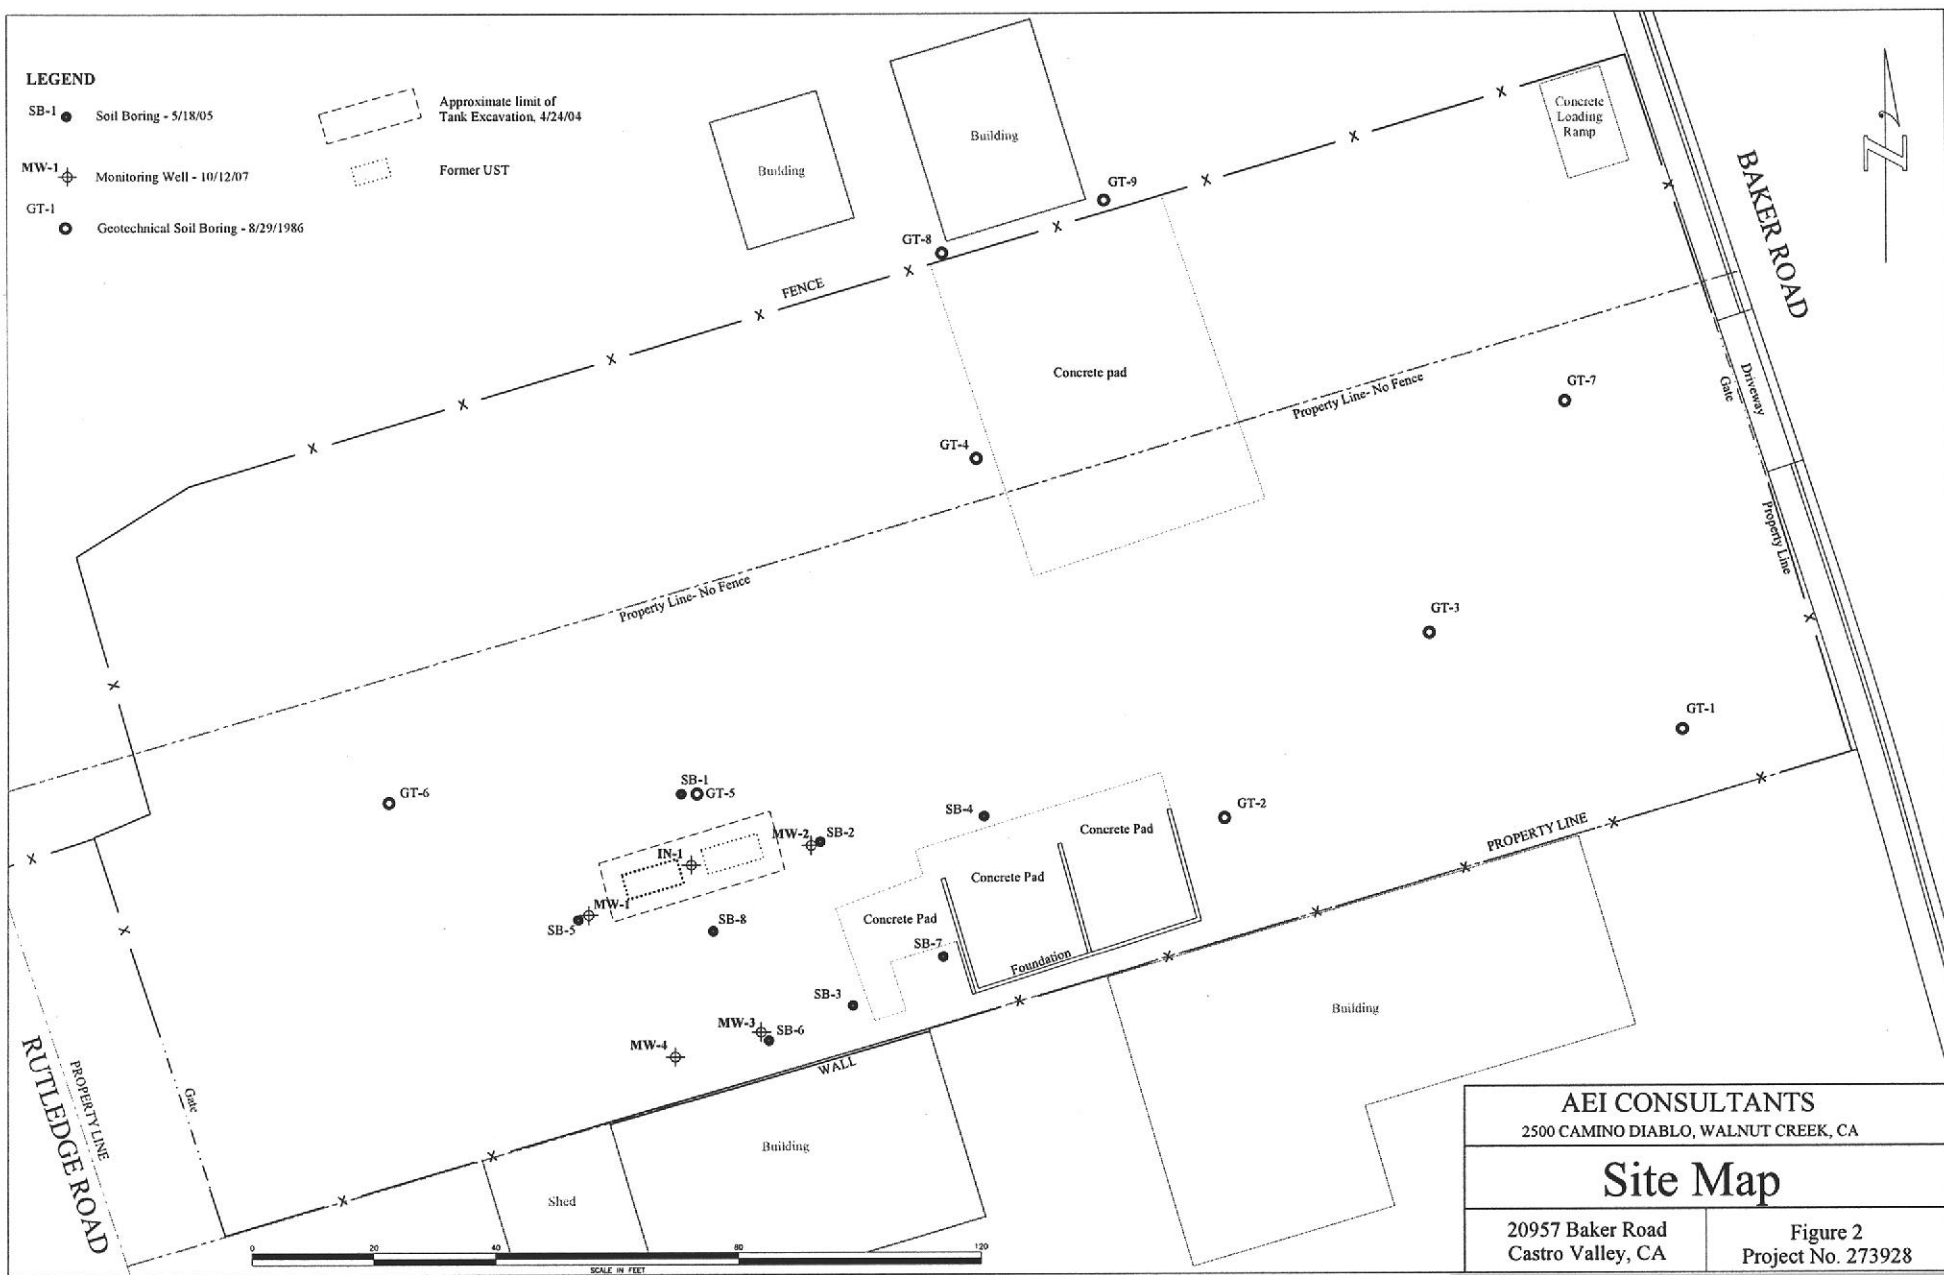 LEGEND
SB-1
Soil Boring - 5/18/05
MW-1
Monitoring Well - 10/12/07
GT-1
Geotechnical Soil Boring - 8/29/1986
Approximate limit of
Tank Excavation, 4/24/04
Former UST
Building
Building
Concrete
Loading
Ramp
N
BAKER ROAD
GT-9
GT-8
FENCE
Concrete pad
Property Line- No Fence
GT-7
Driveway
Gate
GT-4
Property Line
Property Line- No Fence
GT-3
GT-1
GT-6
SB-1
GT-5
SB-4
GT-2
MW-2
SB-2
Concrete Pad
PROPERTY LINE
IN-1
Concrete Pad
MW-1
SB-5
SB-8
Concrete Pad
SB-7
Foundation
SB-3
Building
MW-3
SB-6
MW-4
WALL
RUTLEDGE ROAD
PROPERTY LINE
Gate
Building
Shed
0 20 40 80 120
SCALE IN FEET
AEI CONSULTANTS
2500 CAMINO DIABLO, WALNUT CREEK, CA
Site Map
20957 Baker Road
Castro Valley, CA
Figure 2
Project No. 273928